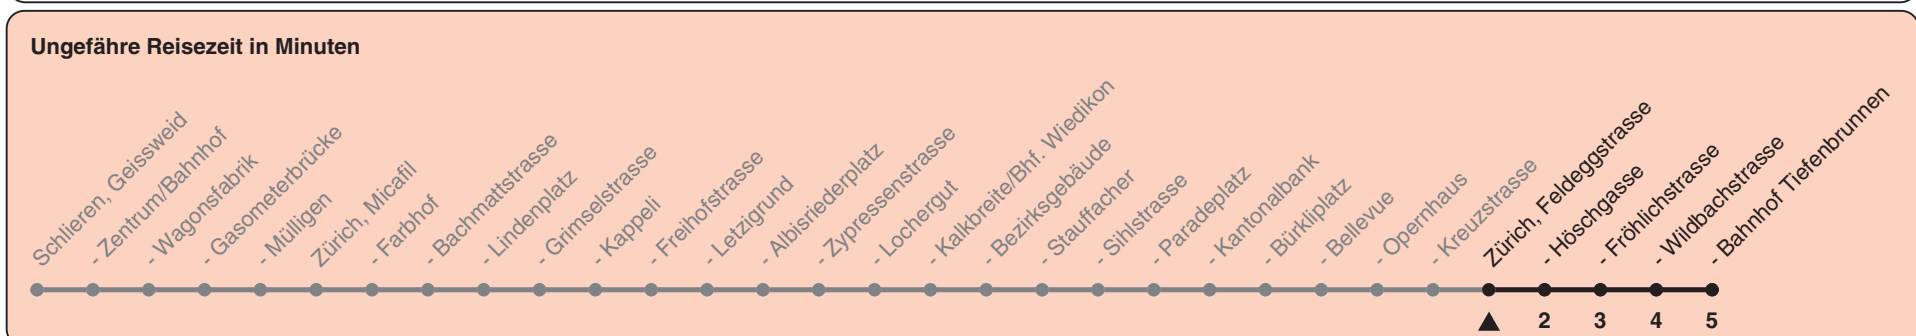 Ungefähre Reisezeit in Minuten
Schlieren, Geissweid
- Zentrum/Bahnhof
- Wagonsfabrik
- Gasometerbrücke
- Mülligen
Zürich, Micafil
- Farbhof
- Bachmattstrasse
- Lindenplatz
- Grimselstrasse
- Kappeli
- Freihofstrasse
- Letzigrund
- Albisriederplatz
- Zypressenstrasse
- Lochergut
- Kalkbreite/Bhf. Wiedikon
- Bezirksgebäude
- Stauffacher
- Sihlstrasse
- Paradeplatz
- Kantonalbank
- Bürkliplatz
- Bellevue
- Opernhaus
- Kreuzstrasse
Zürich, Feldeggstrasse
- Höschgasse
- Fröhlichstrasse
- Wildbachstrasse
- Bahnhof Tiefenbrunnen
2 3 4 5